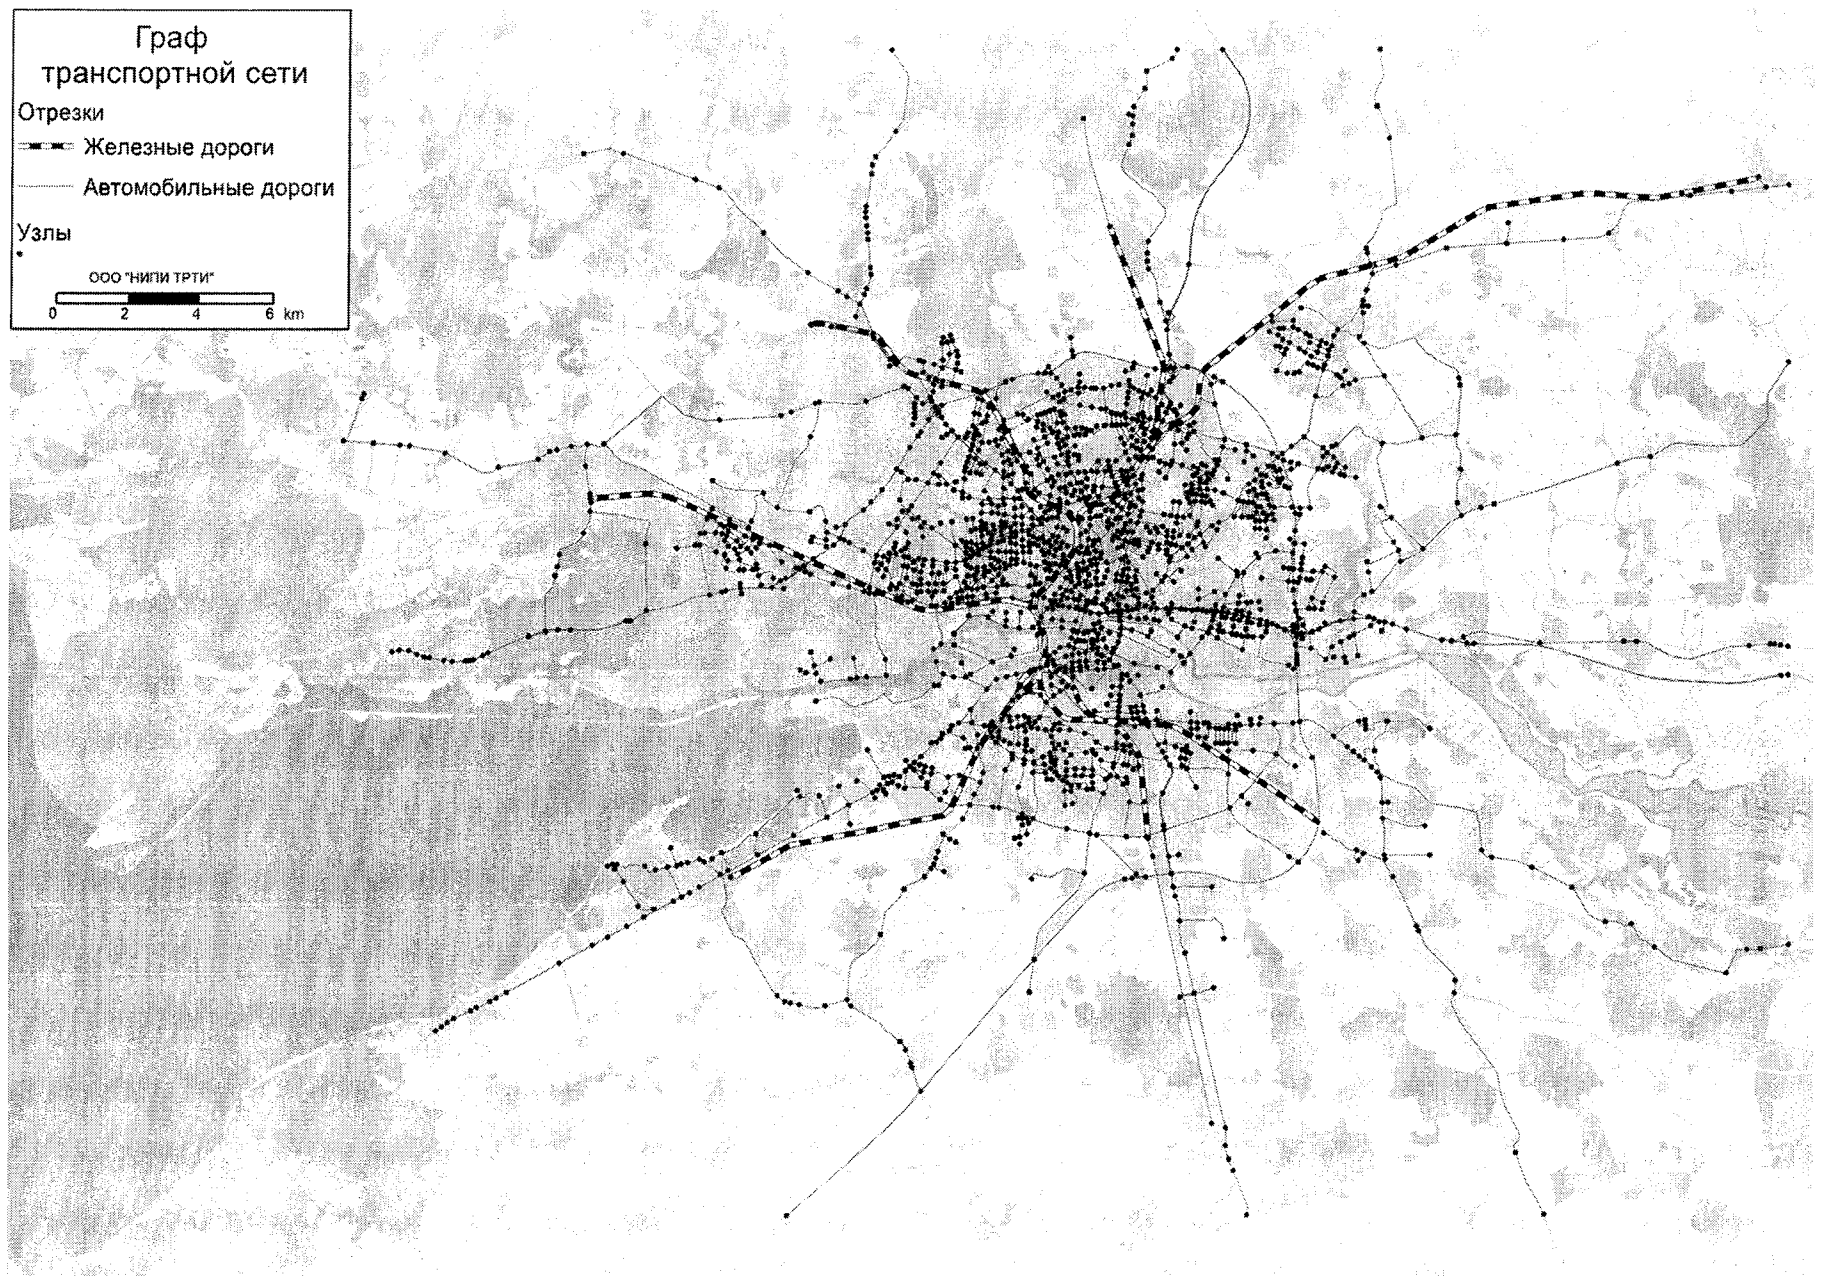 Граф
транспортной сети
Отрезки
Железные дороги
Автомобильные дороги
Узлы
ООО "НИПИ ТРТИ"
0 2 4 6 km